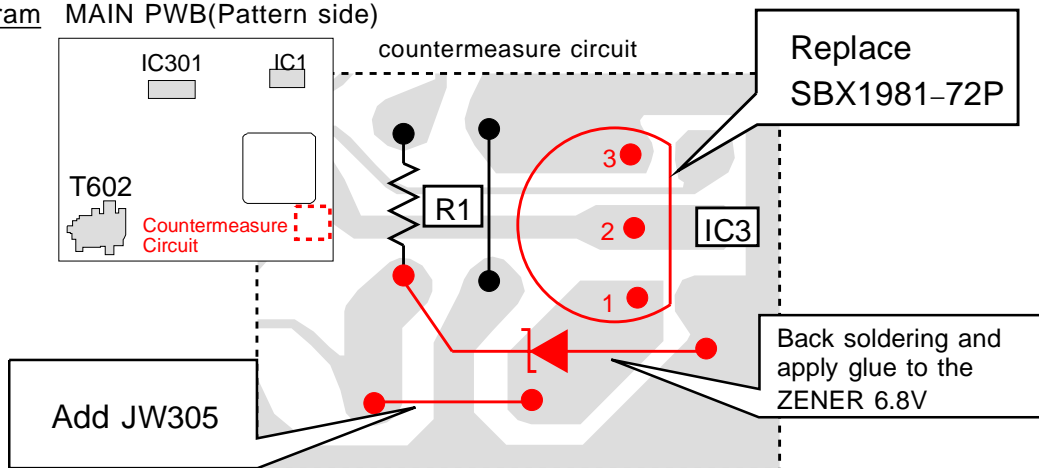 ram MAIN PWB(Pattern side)
countermeasure circuit
IC301
IC1
T602
Countermeasure
Circuit
R1
3
2
1
IC3
Replace
SBX1981–72P
Back soldering and
apply glue to the
ZENER 6.8V
Add JW305